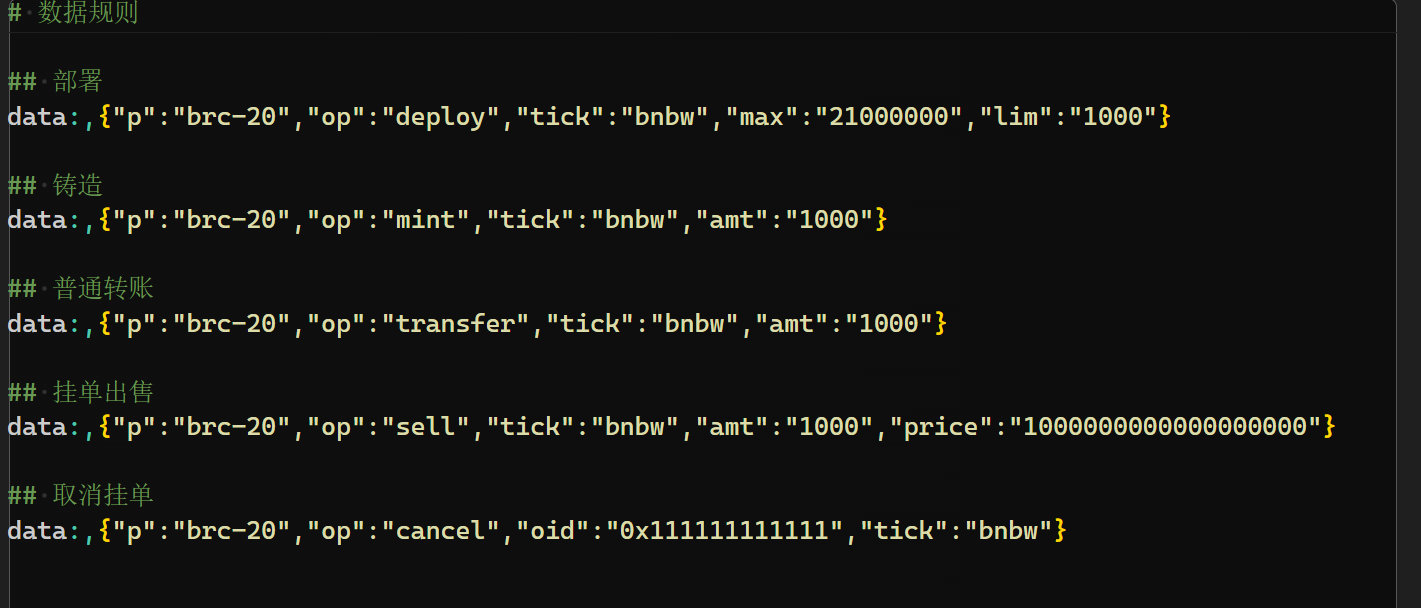 # 数据规则
## 部署
data:,{"p":"brc-20","op":"deploy","tick":"bnbw","max":"21000000","lim":"1000"}
## 铸造
data:,{"p":"brc-20","op":"mint","tick":"bnbw","amt":"1000"}
## 普通转账
data:,{"p":"brc-20","op":"transfer","tick":"bnbw","amt":"1000"}
## 挂单出售
data:,{"p":"brc-20","op":"sell","tick":"bnbw","amt":"1000","price":"1000000000000000000"}
## 取消挂单
data:,{"p":"brc-20","op":"cancel","oid":"0x111111111111","tick":"bnbw"}